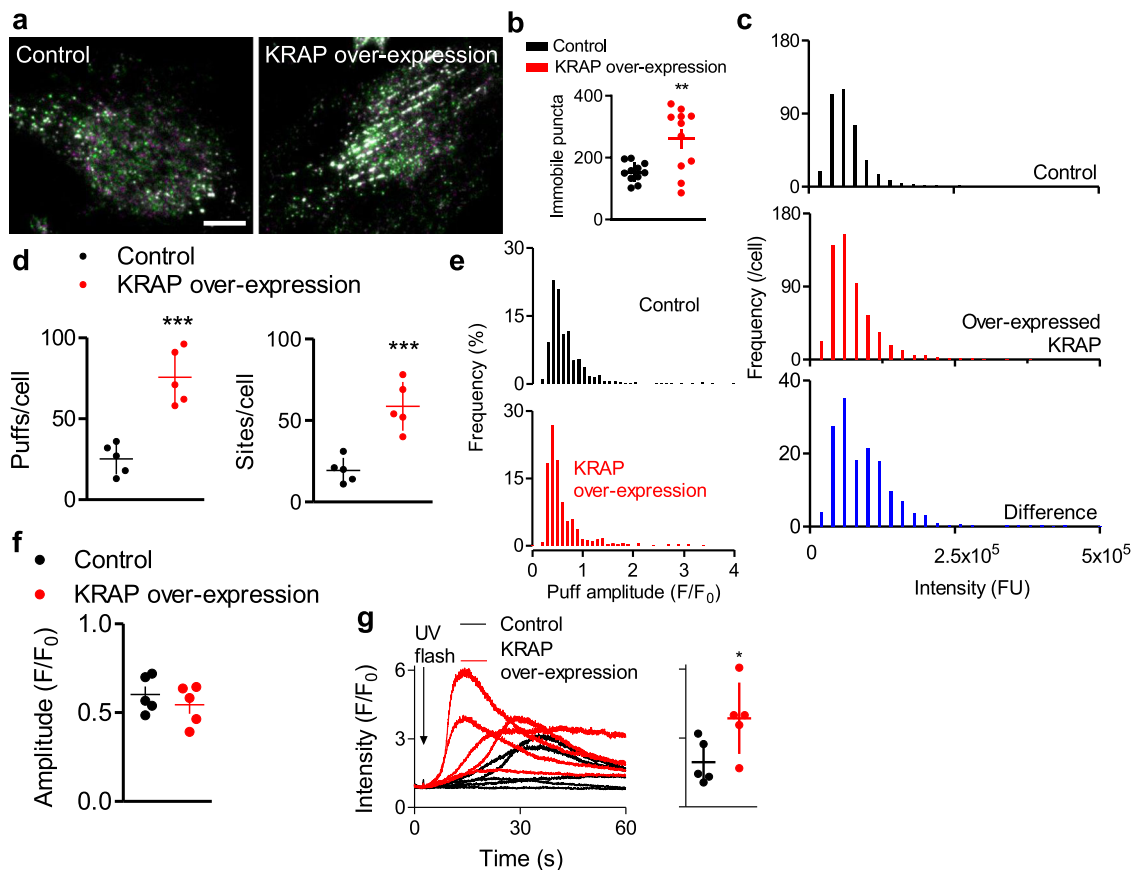 a
Control
KRAP over-expression
b
Control
KRAP over-expression
**
400
200
0
Immobile puncta
c
180
90
0
Control
180
90
0
Over-expressed
KRAP
Frequency (/cell)
40
20
0
Difference
0
2.5x10⁵
5x10⁵
Intensity (FU)
d
Control
KRAP over-expression
100
50
0
Puffs/cell
***
100
50
0
Sites/cell
***
e
30
15
0
Control
Frequency (%)
30
15
0
KRAP
over-expression
0
1
2
3
4
Puff amplitude (F/F₀)
f
Control
KRAP over-expression
1.0
0.5
0.0
Amplitude (F/F₀)
g
Control
KRAP
over-expression
UV
flash
6
3
0
Intensity (F/F₀)
0
30
60
Time (s)
*